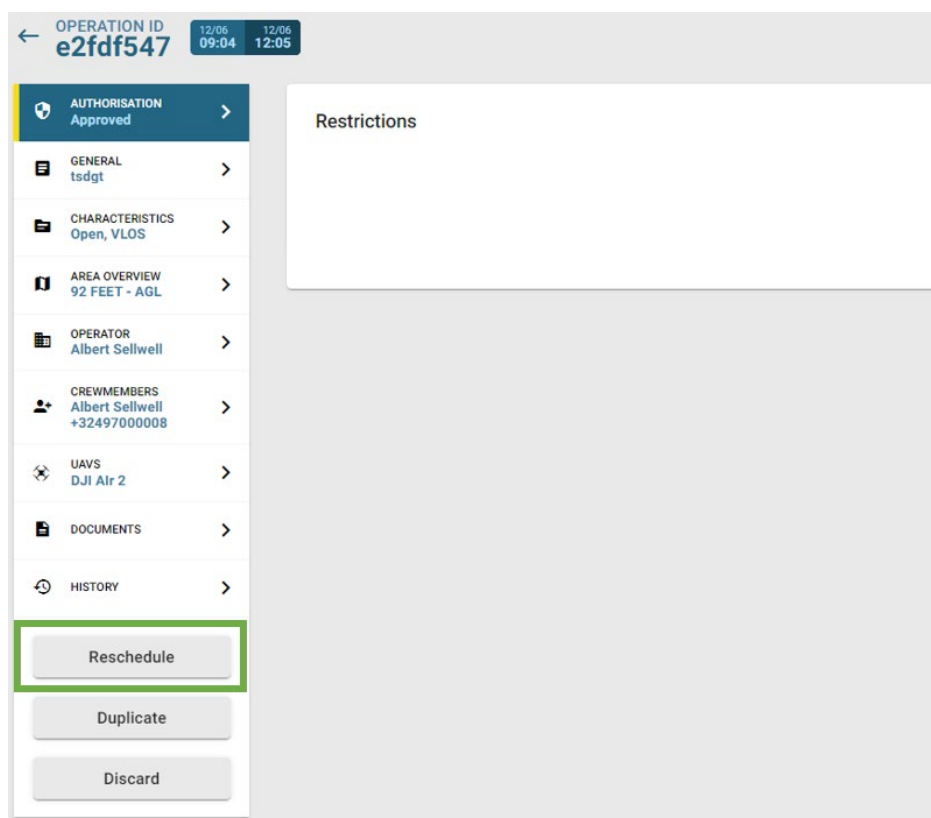 OPERATION ID
e2fdf547
12/06 12/06
09:04 12:05
AUTHORISATION
Approved
Restrictions
GENERAL
tsdgt
CHARACTERISTICS
Open, VLOS
AREA OVERVIEW
92 FEET - AGL
OPERATOR
Albert Sellwell
CREWMEMBERS
Albert Sellwell
+32497000008
UAVS
DJI AIr 2
DOCUMENTS
HISTORY
Reschedule
Duplicate
Discard